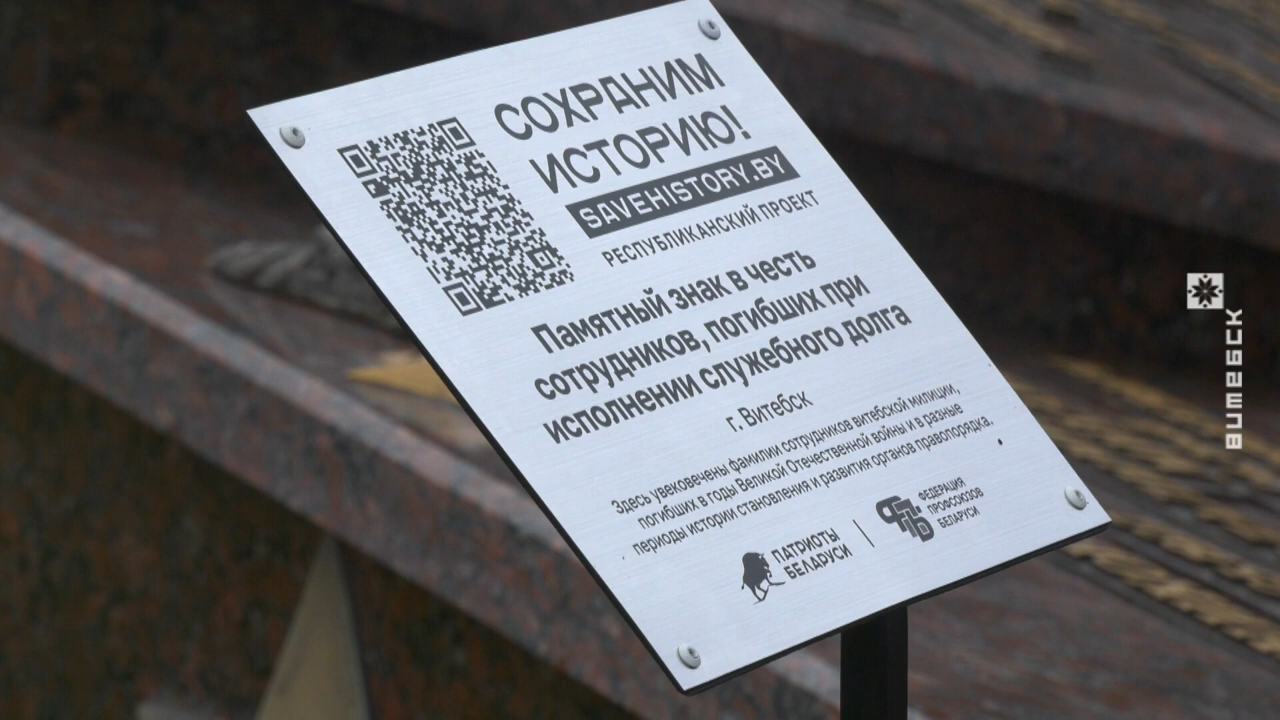 СОХРАНИМ
ИСТОРИЮ!
SAVEHISTORY.BY
РЕСПУБЛИКАНСКИЙ ПРОЕКТ
Памятный знак в честь
сотрудников, погибших при
исполнении служебного долга
г. Витебск
Здесь увековечены фамилии сотрудников витебской милиции,
погибших в годы Великой Отечественной войны и в разные
периоды истории становления и развития органов правопорядка.
ПАТРИОТЫ
БЕЛАРУСИ
ФПБ
ФЕДЕРАЦИЯ
ПРОФСОЮЗОВ
БЕЛАРУСИ
витебск